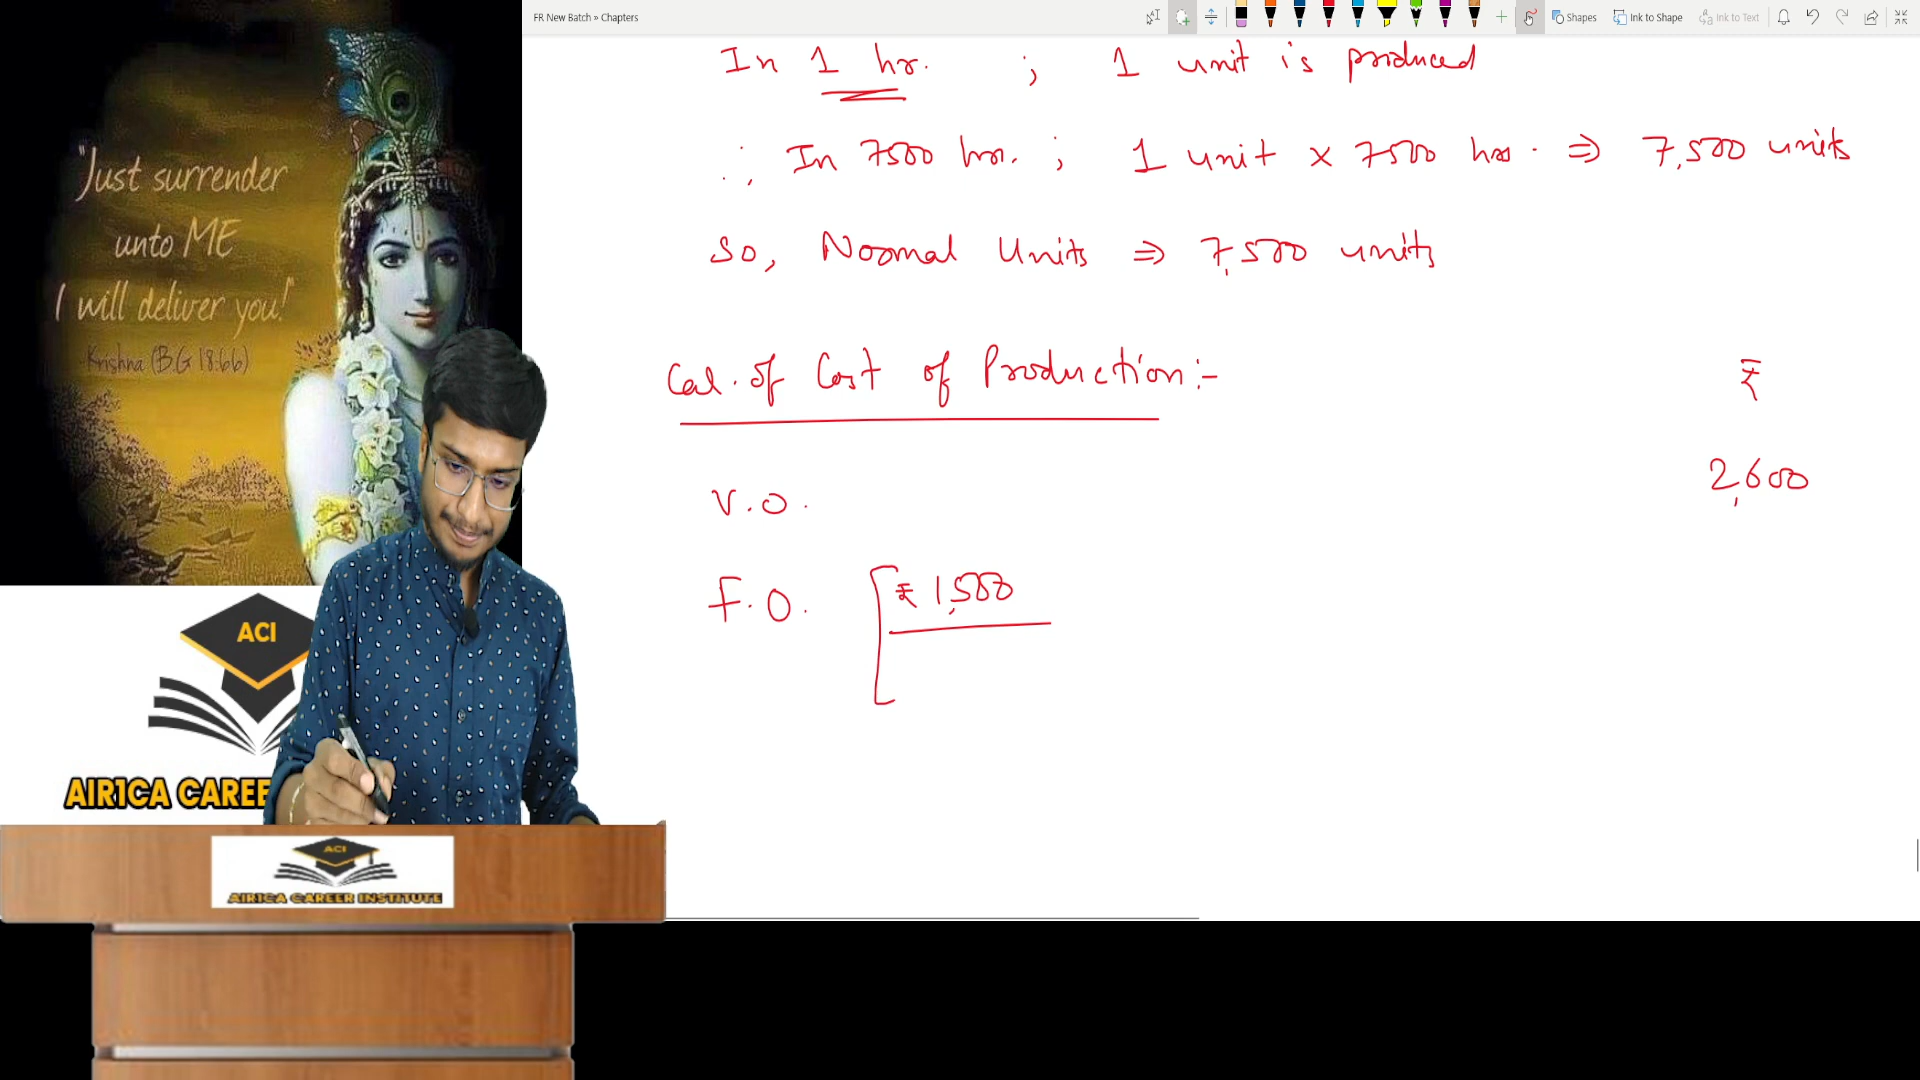 FR New Batch » Chapters
Shapes
Ink to Shape
Ink to Text
In 1 hr. ; 1 unit is produced
∴ In 7500 hrs. ; 1 unit x 7500 hrs. ⇒ 7,500 units
So, Normal Units ⇒ 7,500 units
Cal. of Cost of Production :-
₹
V.O. 2,600
F.O. [₹ 1,500
"Just surrender
unto ME
I will deliver you!"
- Krishna (B.G 18:66)
ACI
AIR1CA CAREE
ACI
AIR1CA CAREER INSTITUTE